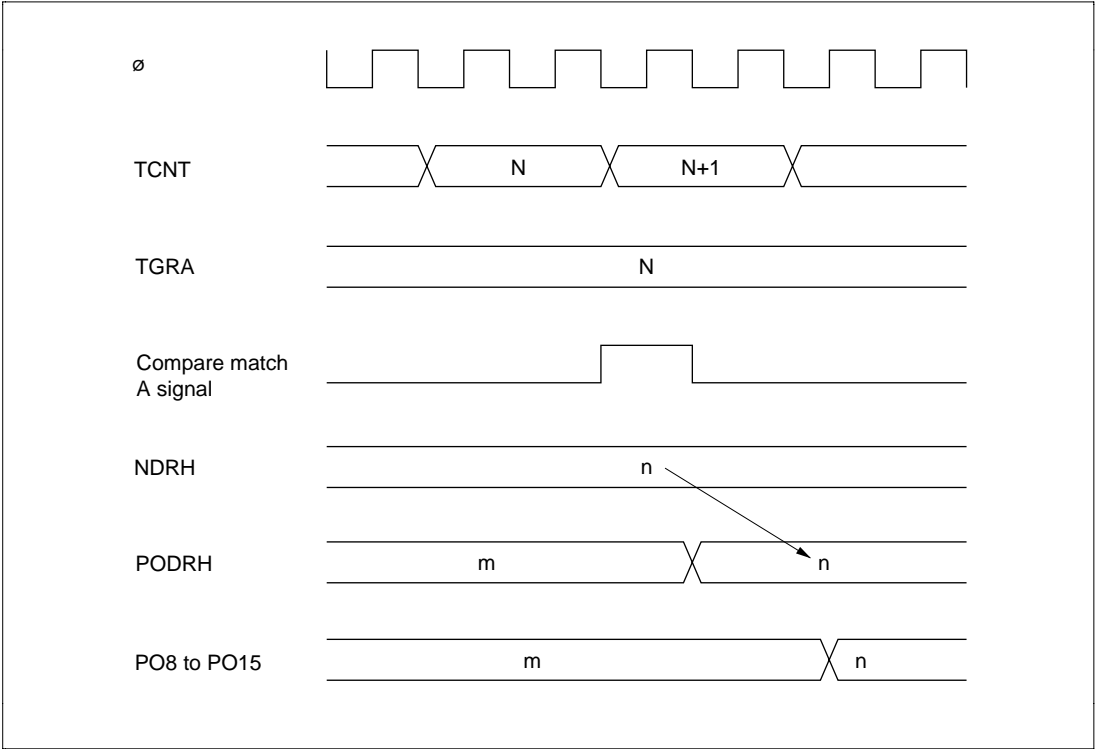 ø
TCNT
N
N+1
TGRA
N
Compare match
A signal
NDRH
n
PODRH
m
n
PO8 to PO15
m
n